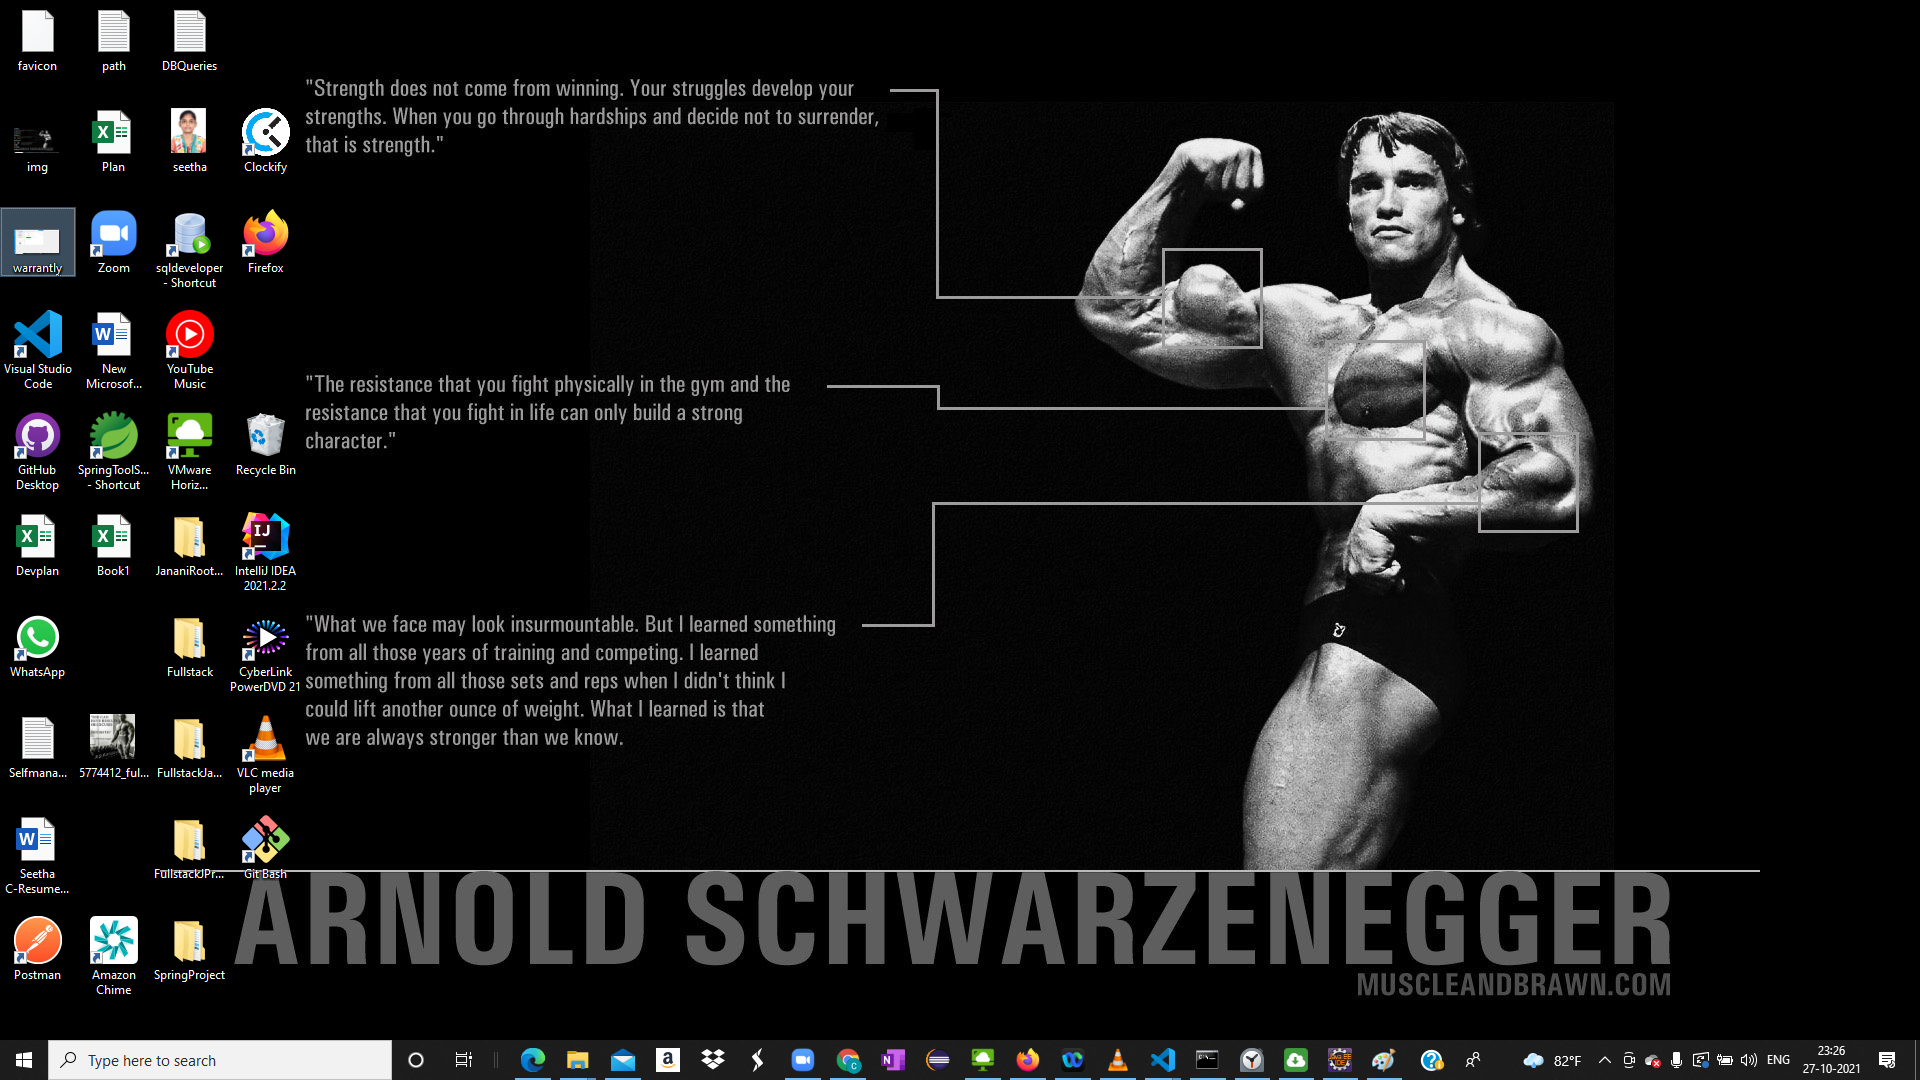 favicon
path
DBQueries
img
Plan
seetha
Clockify
warrantly
Zoom
sqldeveloper
- Shortcut
Firefox
Visual Studio
Code
New
Microsof...
YouTube
Music
GitHub
Desktop
SpringToolS...
- Shortcut
VMware
Horiz...
Recycle Bin
Devplan
Book1
JananiRoot...
IntelliJ IDEA
2021.2.2
WhatsApp
Fullstack
CyberLink
PowerDVD 21
Selfmana...
5774412_ful...
FullstackJa...
VLC media
player
Seetha
C-Resume...
FullstackJPr...
Git Bash
Postman
Amazon
Chime
SpringProject
"Strength does not come from winning. Your struggles develop your
strengths. When you go through hardships and decide not to surrender,
that is strength."
"The resistance that you fight physically in the gym and the
resistance that you fight in life can only build a strong
character."
"What we face may look insurmountable. But I learned something
from all those years of training and competing. I learned
something from all those sets and reps when I didn't think I
could lift another ounce of weight. What I learned is that
we are always stronger than we know.
ARNOLD SCHWARZENEGGER
MUSCLEANDBRAWN.COM
Type here to search
82°F
ENG
23:26
27-10-2021